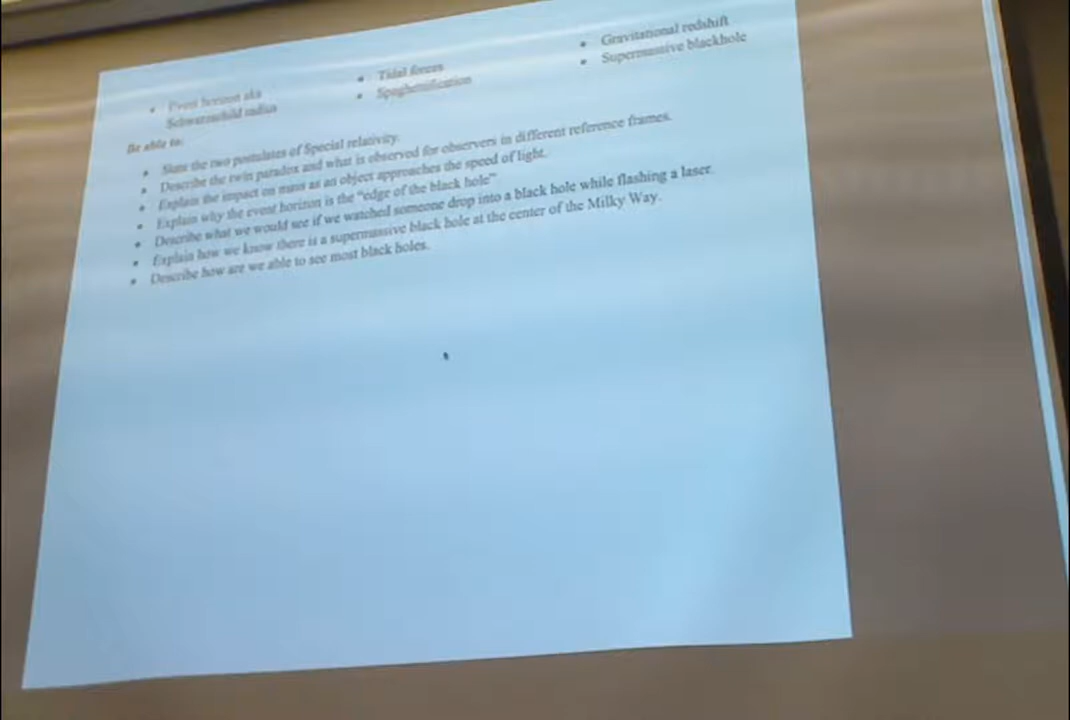 • Event horizon aka
Schwarzschild radius
• Tidal forces
• Spaghettification
• Gravitational redshift
• Supermassive blackhole
Be able to:
• State the two postulates of Special relativity.
• Describe the twin paradox and what is observed for observers in different reference frames.
• Explain the impact on mass as an object approaches the speed of light.
• Explain why the event horizon is the "edge of the black hole"
• Describe what we would see if we watched someone drop into a black hole while flashing a laser.
• Explain how we know there is a supermassive black hole at the center of the Milky Way.
• Describe how are we able to see most black holes.